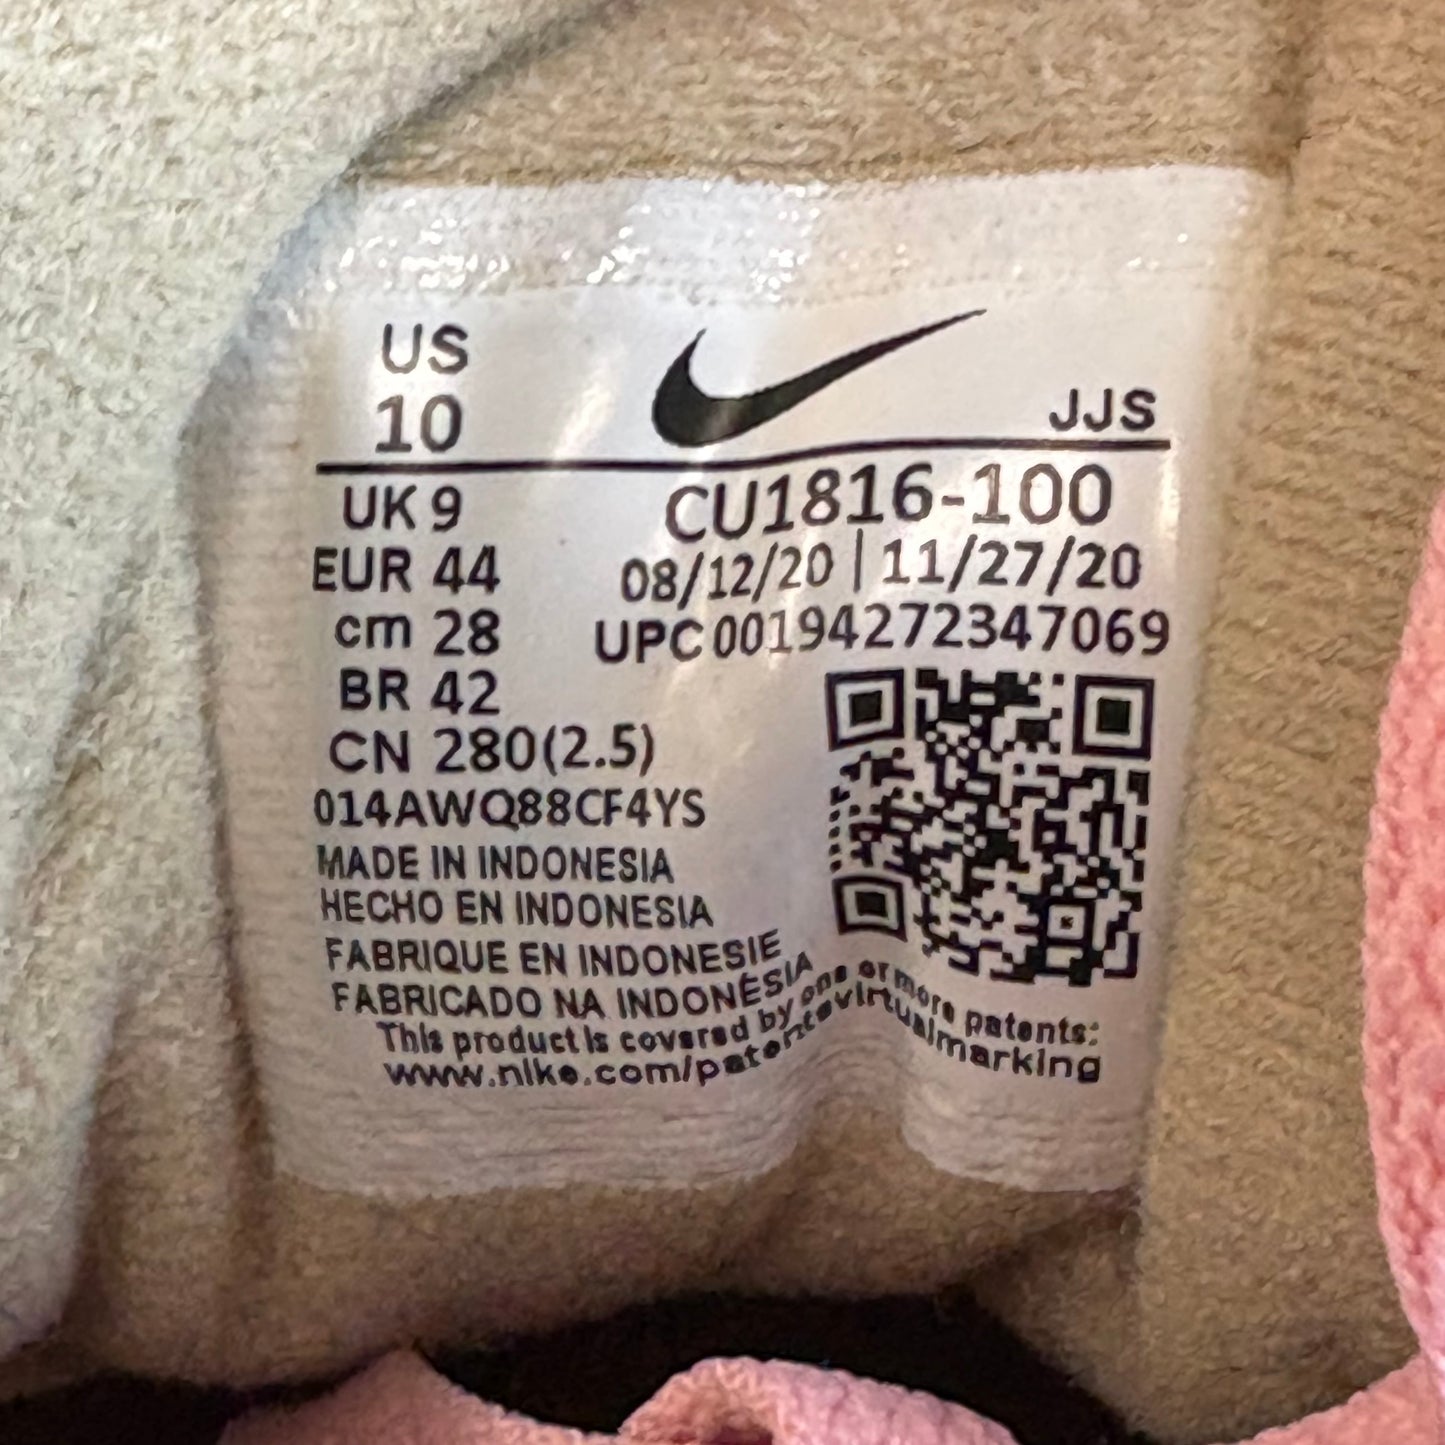 US
10
JJS
UK 9
CU1816-100
EUR 44
08/12/20 | 11/27/20
cm 28
UPC 00194272347069
BR 42
CN 280(2.5)
014AWQ88CF4YS
MADE IN INDONESIA
HECHO EN INDONESIA
FABRIQUE EN INDONESIE
FABRICADO NA INDONÉSIA
This product is covered by one or more patents:
www.nike.com/patentsvirtualmarking